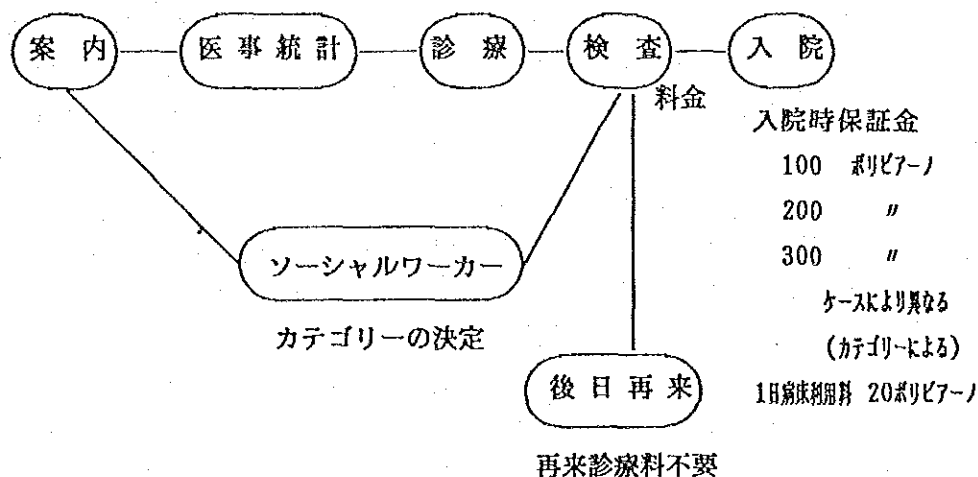 案内 医事統計 診療 検査 入院
料金
入院時保証金
100 ボリビアーノ
200 〃
300 〃
ソーシャルワーカー
ケースにより異なる
カテゴリーの決定
(カテゴリーによる)
後日再来
1日病床利用料 20ボリビアーノ
再来診療料不要